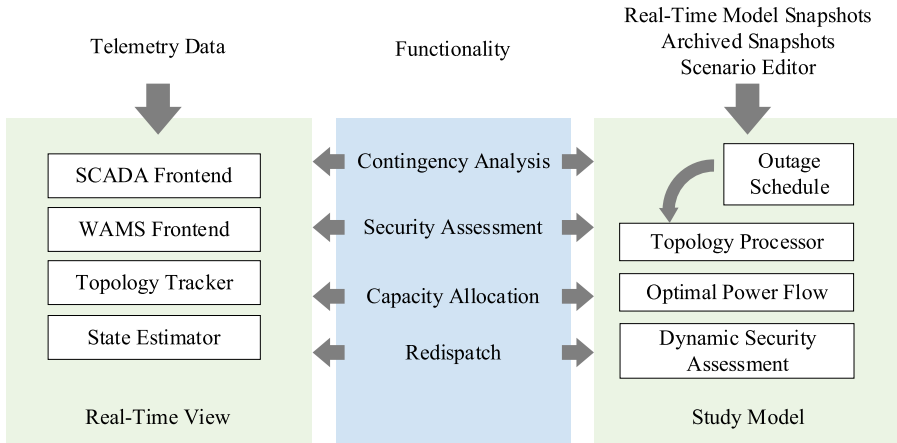 Telemetry Data
Functionality
Real-Time Model Snapshots
Archived Snapshots
Scenario Editor
SCADA Frontend
WAMS Frontend
Topology Tracker
State Estimator
Real-Time View
Contingency Analysis
Security Assessment
Capacity Allocation
Redispatch
Outage
Schedule
Topology Processor
Optimal Power Flow
Dynamic Security
Assessment
Study Model